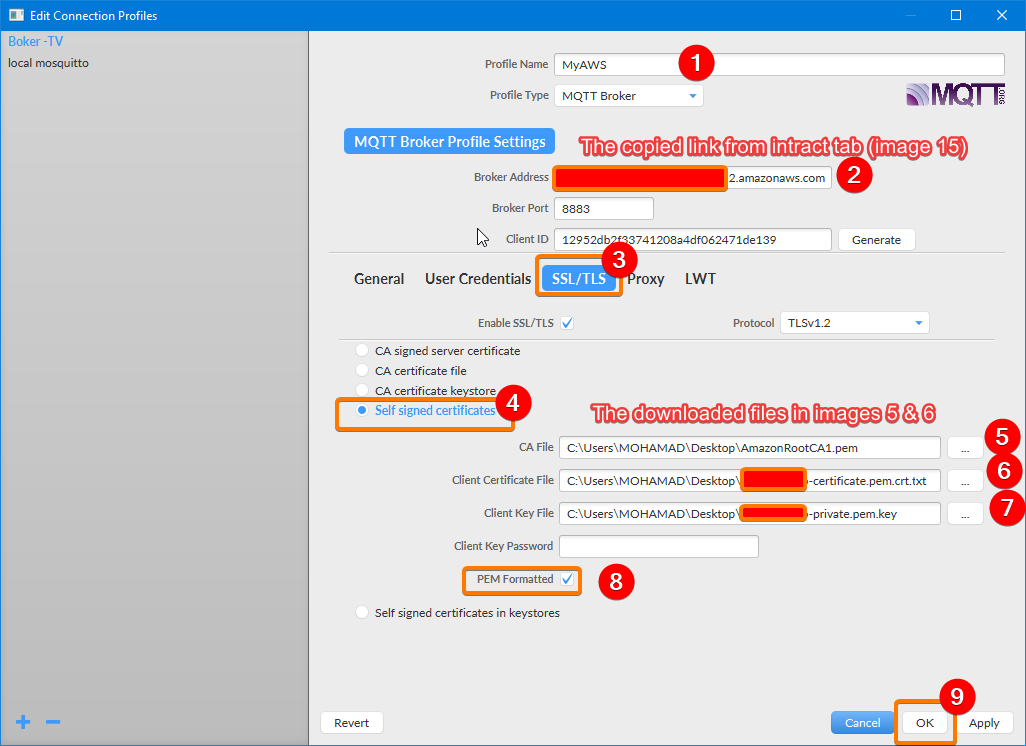 Edit Connection Profiles
Boker -TV
local mosquitto
Profile Name MyAWS 1
Profile Type MQTT Broker
MQTT.ORG
MQTT Broker Profile Settings
The copied link from intract tab (image 15)
Broker Address 2.amazonaws.com 2
Broker Port 8883
Client ID 12952db2f33741208a4df062471de139 Generate
General User Credentials SSL/TLS 3 Proxy LWT
Enable SSL/TLS Protocol TLSv1.2
CA signed server certificate
CA certificate file
CA certificate keystore
Self signed certificates 4
The downloaded files in images 5 & 6
CA File C:\Users\MOHAMAD\Desktop\AmazonRootCA1.pem ... 5
Client Certificate File C:\Users\MOHAMAD\Desktop\ -certificate.pem.crt.txt ... 6
Client Key File C:\Users\MOHAMAD\Desktop\ -private.pem.key ... 7
Client Key Password
PEM Formatted 8
Self signed certificates in keystores
Revert Cancel OK 9 Apply